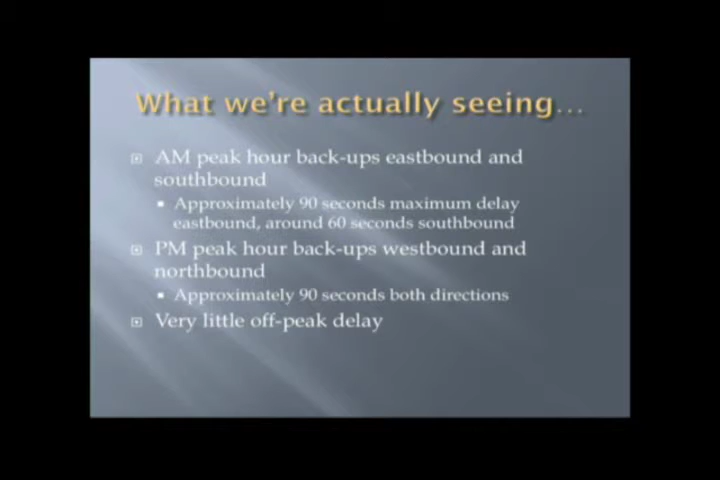 What we're actually seeing…
AM peak hour back-ups eastbound and
southbound
Approximately 90 seconds maximum delay
eastbound, around 60 seconds southbound
PM peak hour back-ups westbound and
northbound
Approximately 90 seconds both directions
Very little off-peak delay